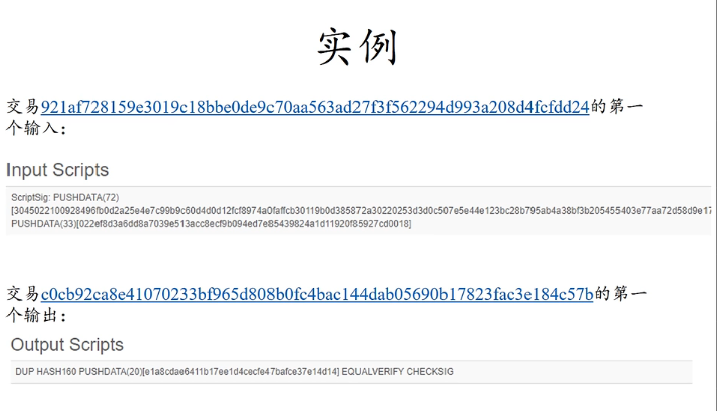 实例
交易921af728159e3019c18bbe0de9c70aa563ad27f3f562294d993a208d4fcfdd24的第一
个输入：
Input Scripts
ScriptSig: PUSHDATA(72)
[3045022100928496fb0d2a25e4e7c99b9c60d4d0d12fcf8974a0faffcb30119b0d385872a30220253d3d0c507e5e44e123bc28b795ab4a38bf3b205455403e77aa72d58d9e17
PUSHDATA(33)[022ef8d3a6dd8a7039e513acc8ecf9b094ed7e85439824a1d11920f85927cd0018]
交易c0cb92ca8e41070233bf965d808b0fc4bac144dab05690b17823fac3e184c57b的第一
个输出：
Output Scripts
DUP HASH160 PUSHDATA(20)[e1a8cdae6411b17ee1d4cecfe47bafce37e14d14] EQUALVERIFY CHECKSIG